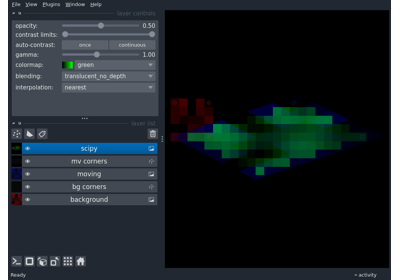 File View Plugins Window Help
layer controls
opacity: 0.50
contrast limits:
auto-contrast: once continuous
gamma: 1.00
colormap: green
blending: translucent_no_depth
interpolation: nearest
layer list
scipy
mv corners
moving
bg corners
background
Ready
activity